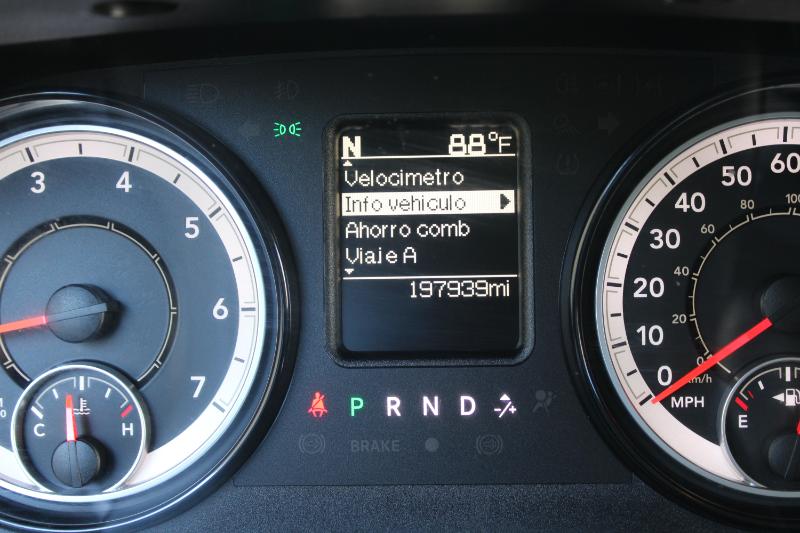 N 88°F
Velocimetro
Info vehiculo
Ahorro comb
Viaje A
197939mi
3 4 5 6 7
C H
P R N D -/+
BRAKE
0 10 20 30 40 50 60
20 40 60 80 100
km/h
MPH
E